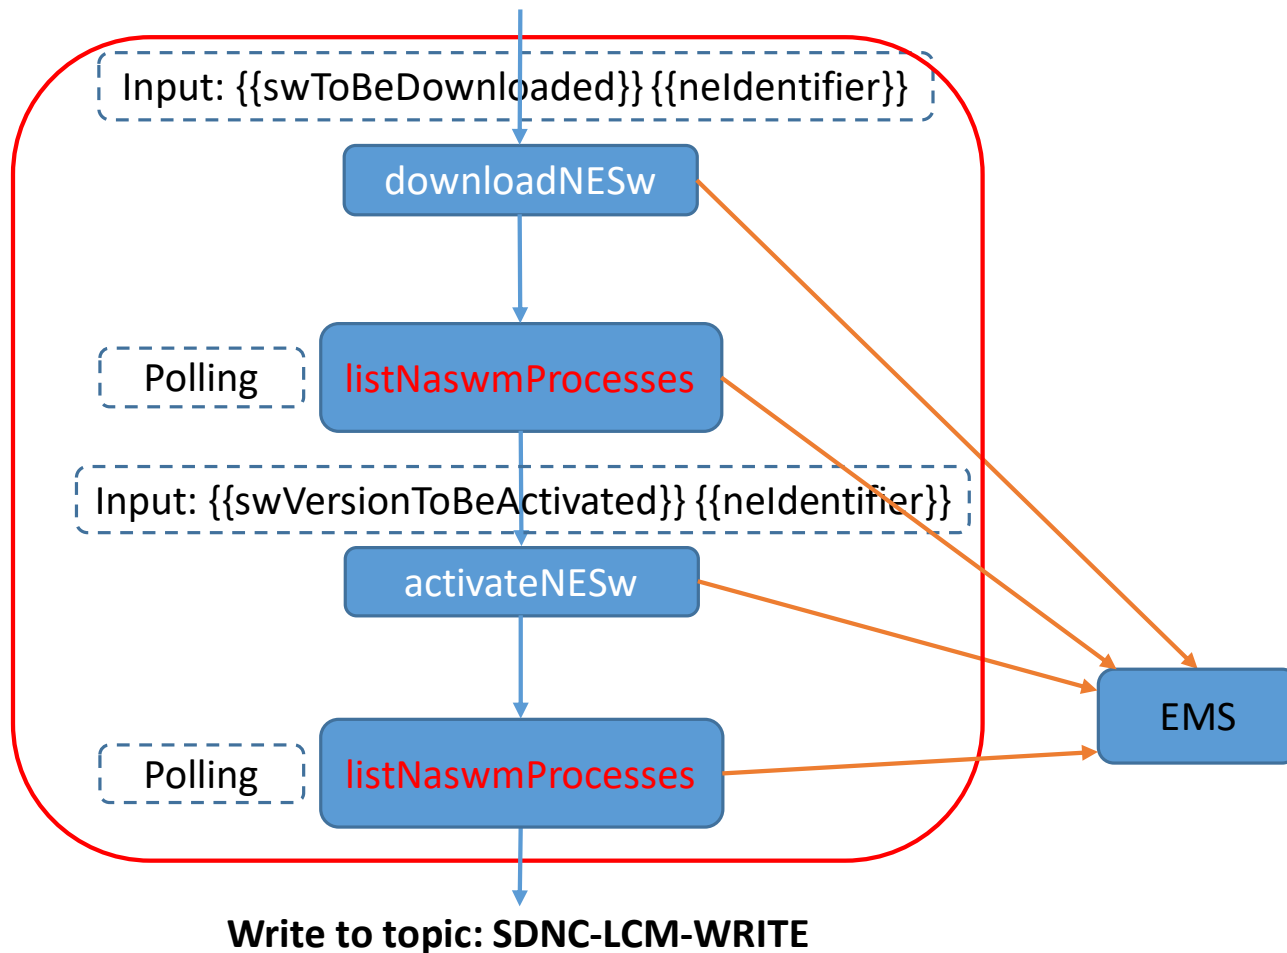 Input: {{swToBeDownloaded}} {{neIdentifier}}
downloadNESw
Polling
listNaswmProcesses
Input: {{swVersionToBeActivated}} {{neIdentifier}}
activateNESw
EMS
Polling
listNaswmProcesses
Write to topic: SDNC-LCM-WRITE